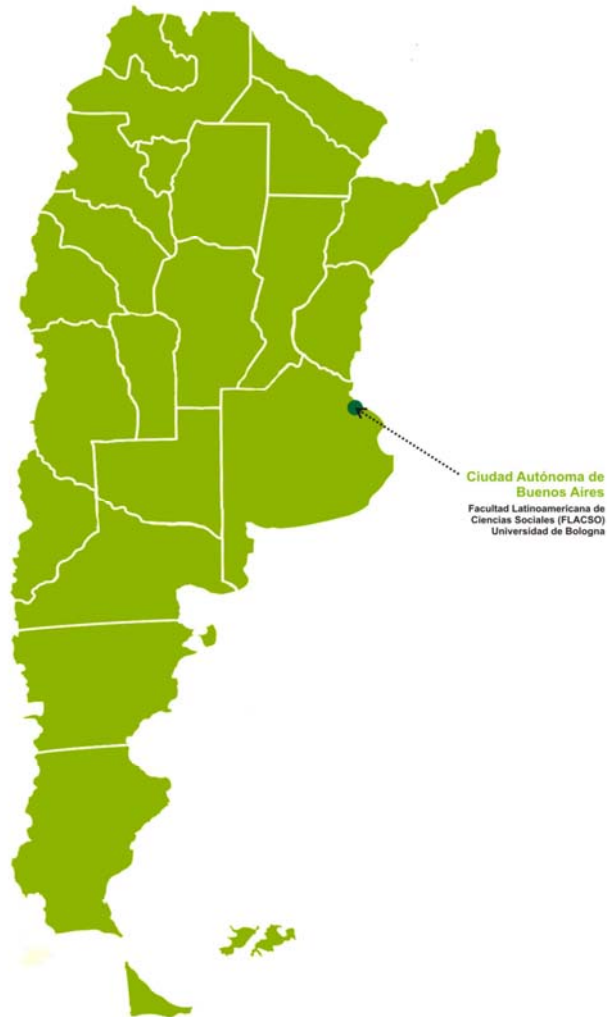 Ciudad Autónoma de
Buenos Aires
Facultad Latinoamericana de
Ciencias Sociales (FLACSO)
Universidad de Bologna